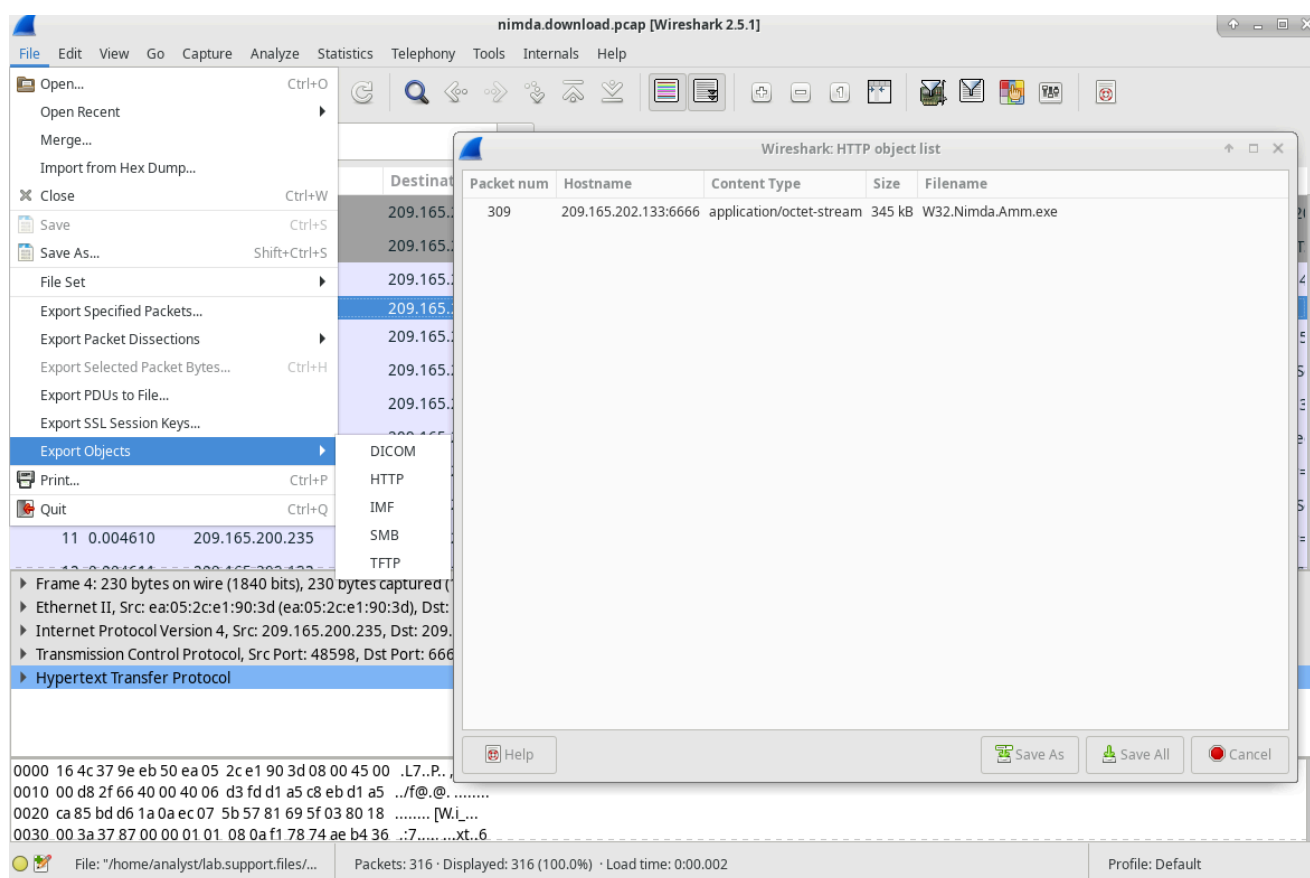 nimda.download.pcap [Wireshark 2.5.1]
File Edit View Go Capture Analyze Statistics Telephony Tools Internals Help
Open... Ctrl+O
Open Recent
Merge...
Import from Hex Dump...
Close Ctrl+W
Save Ctrl+S
Save As... Shift+Ctrl+S
File Set
Export Specified Packets...
Export Packet Dissections
Export Selected Packet Bytes... Ctrl+H
Export PDUs to File...
Export SSL Session Keys...
Export Objects
Print... Ctrl+P
Quit Ctrl+Q
DICOM
HTTP
IMF
SMB
TFTP
Destinat
209.165.
209.165.
209.165.
209.165.
209.165.
209.165.
209.165.
11 0.004610 209.165.200.235
Wireshark: HTTP object list
Packet num Hostname Content Type Size Filename
309 209.165.202.133:6666 application/octet-stream 345 kB W32.Nimda.Amm.exe
Help Save As Save All Cancel
Frame 4: 230 bytes on wire (1840 bits), 230 bytes captured (
Ethernet II, Src: ea:05:2c:e1:90:3d (ea:05:2c:e1:90:3d), Dst:
Internet Protocol Version 4, Src: 209.165.200.235, Dst: 209.
Transmission Control Protocol, Src Port: 48598, Dst Port: 666
Hypertext Transfer Protocol
0000 16 4c 37 9e eb 50 ea 05 2c e1 90 3d 08 00 45 00 .L7..P.. ,
0010 00 d8 2f 66 40 00 40 06 d3 fd d1 a5 c8 eb d1 a5 ../f@.@. ........
0020 ca 85 bd d6 1a 0a ec 07 5b 57 81 69 5f 03 80 18 ........ [W.i_...
0030 00 3a 37 87 00 00 01 01 08 0a f1 78 74 ae b4 36 .:7..... ...xt..6
File: "/home/analyst/lab.support.files/... Packets: 316 · Displayed: 316 (100.0%) · Load time: 0:00.002 Profile: Default